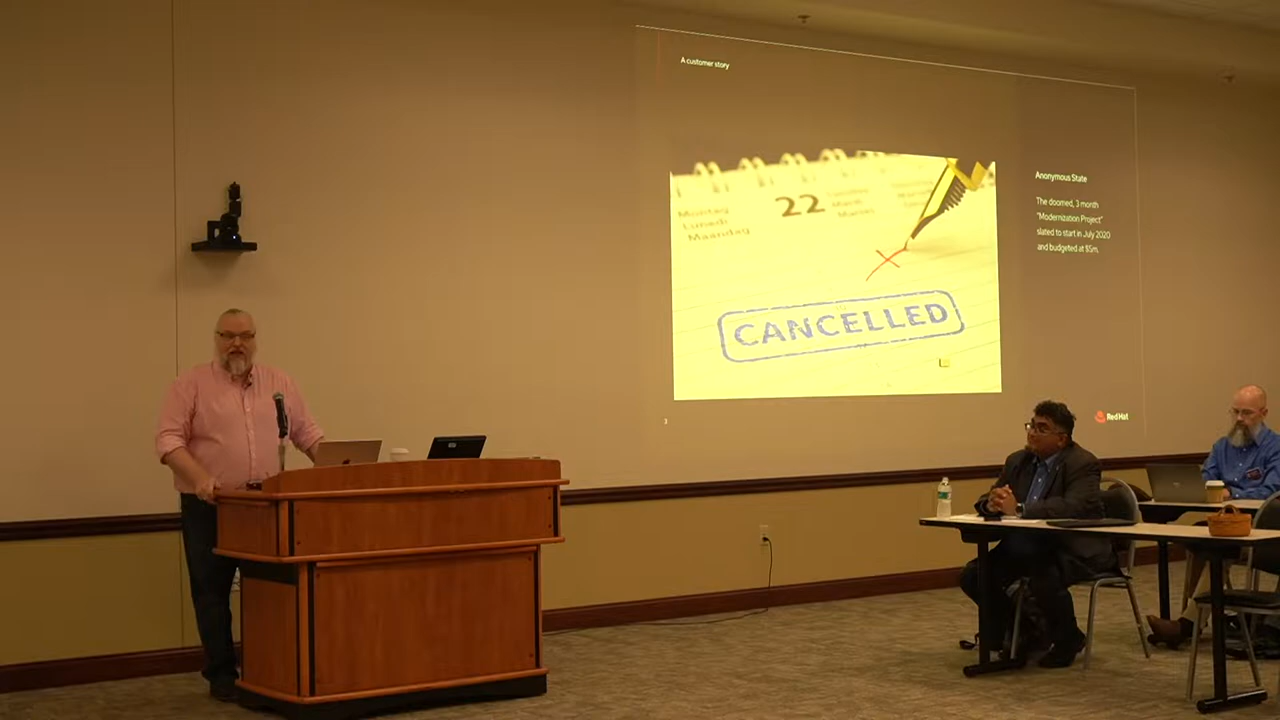 A customer story
Montag
Lunedi
Maandag
22
CANCELLED
Anonymous State
The doomed, 3 month
"Modernization Project"
slated to start in July 2020
and budgeted at $5m,
Red Hat